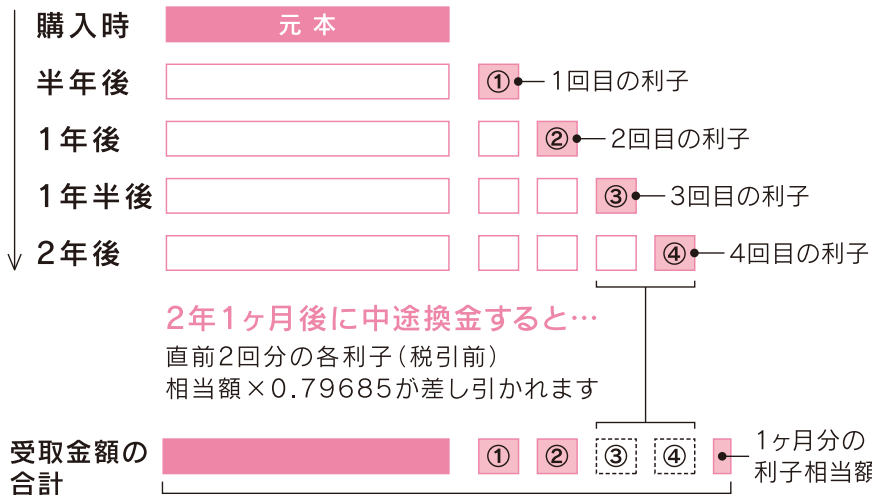 購入時
元本
半年後
①
1回目の利子
1年後
②
2回目の利子
1年半後
③
3回目の利子
2年後
④
4回目の利子
2年1ヶ月後に中途換金すると…
直前2回分の各利子（税引前）
相当額×0.79685が差し引かれます
受取金額の
合計
①
②
③
④
1ヶ月分の
利子相当額